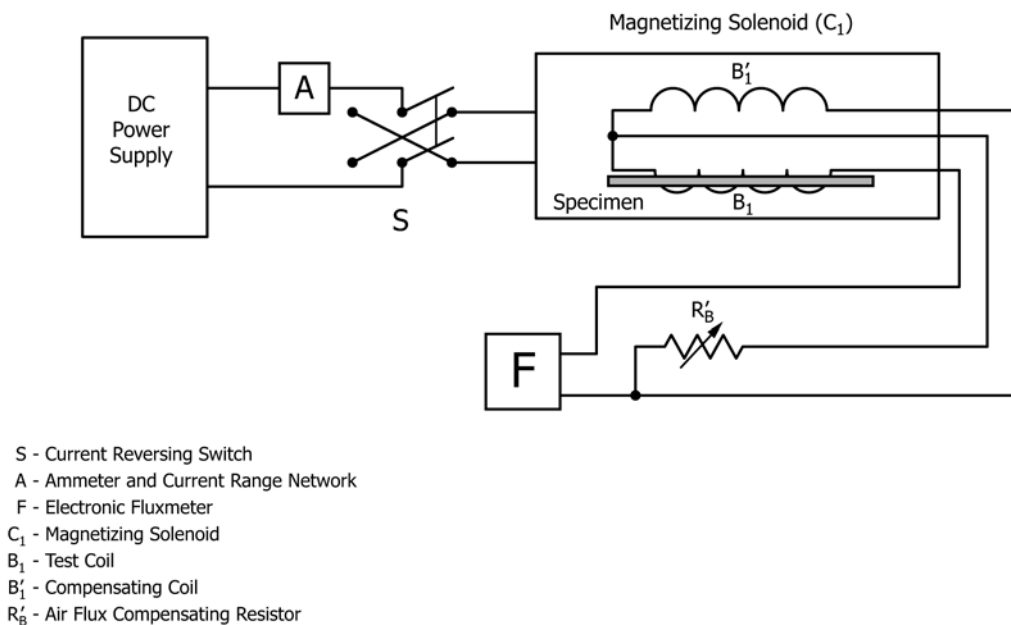 Magnetizing Solenoid (C₁)
DC
Power
Supply
A
S
B′₁
Specimen
B₁
R′B
F
S - Current Reversing Switch
A - Ammeter and Current Range Network
F - Electronic Fluxmeter
C₁ - Magnetizing Solenoid
B₁ - Test Coil
B′₁ - Compensating Coil
R′B - Air Flux Compensating Resistor